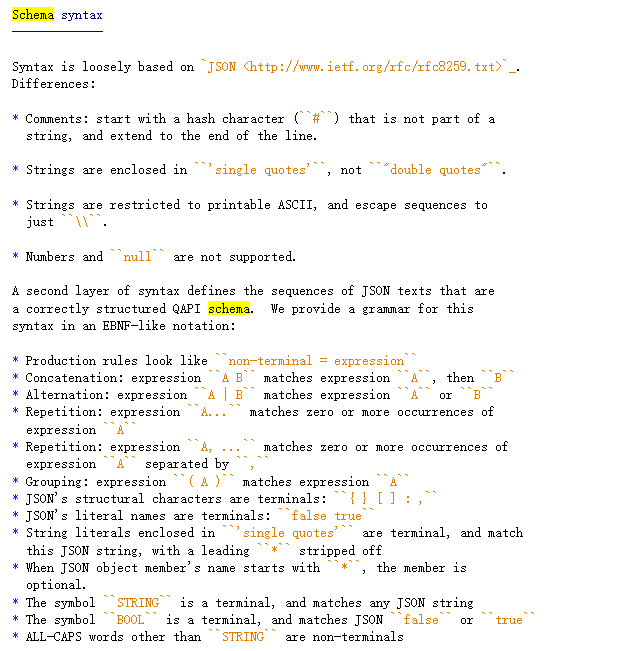 Schema syntax
Syntax is loosely based on `JSON <http://www.ietf.org/rfc/rfc8259.txt>`_.
Differences:
* Comments: start with a hash character (``#``) that is not part of a
string, and extend to the end of the line.
* Strings are enclosed in ``'single quotes'``, not ``"double quotes"``.
* Strings are restricted to printable ASCII, and escape sequences to
just ``\\``.
* Numbers and ``null`` are not supported.
A second layer of syntax defines the sequences of JSON texts that are
a correctly structured QAPI schema.  We provide a grammar for this
syntax in an EBNF-like notation:
* Production rules look like ``non-terminal = expression``
* Concatenation: expression ``A B`` matches expression ``A``, then ``B``
* Alternation: expression ``A | B`` matches expression ``A`` or ``B``
* Repetition: expression ``A...`` matches zero or more occurrences of
expression ``A``
* Repetition: expression ``A, ...`` matches zero or more occurrences of
expression ``A`` separated by ``,``
* Grouping: expression ``( A )`` matches expression ``A``
* JSON's structural characters are terminals: ``{ } [ ] : ,``
* JSON's literal names are terminals: ``false true``
* String literals enclosed in ``'single quotes'`` are terminal, and match
this JSON string, with a leading ``*`` stripped off
* When JSON object member's name starts with ``*``, the member is
optional.
* The symbol ``STRING`` is a terminal, and matches any JSON string
* The symbol ``BOOL`` is a terminal, and matches JSON ``false`` or ``true``
* ALL-CAPS words other than ``STRING`` are non-terminals